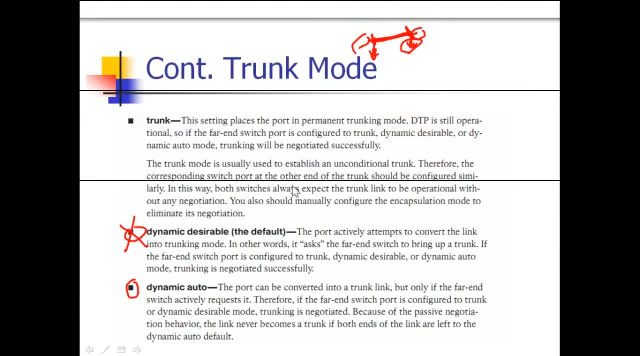 Cont. Trunk Mode
trunk—This setting places the port in permanent trunking mode. DTP is still opera-
tional, so if the far-end switch port is configured to trunk, dynamic desirable, or dy-
namic auto mode, trunking will be negotiated successfully.
The trunk mode is usually used to establish an unconditional trunk. Therefore, the
corresponding switch port at the other end of the trunk should be configured simi-
larly. In this way, both switches always expect the trunk link to be operational with-
out any negotiation. You also should manually configure the encapsulation mode to
eliminate its negotiation.
dynamic desirable (the default)—The port actively attempts to convert the link
into trunking mode. In other words, it “asks” the far-end switch to bring up a trunk. If
the far-end switch port is configured to trunk, dynamic desirable, or dynamic auto
mode, trunking is negotiated successfully.
dynamic auto—The port can be converted into a trunk link, but only if the far-end
switch actively requests it. Therefore, if the far-end switch port is configured to trunk
or dynamic desirable mode, trunking is negotiated. Because of the passive negotia-
tion behavior, the link never becomes a trunk if both ends of the link are left to the
dynamic auto default.